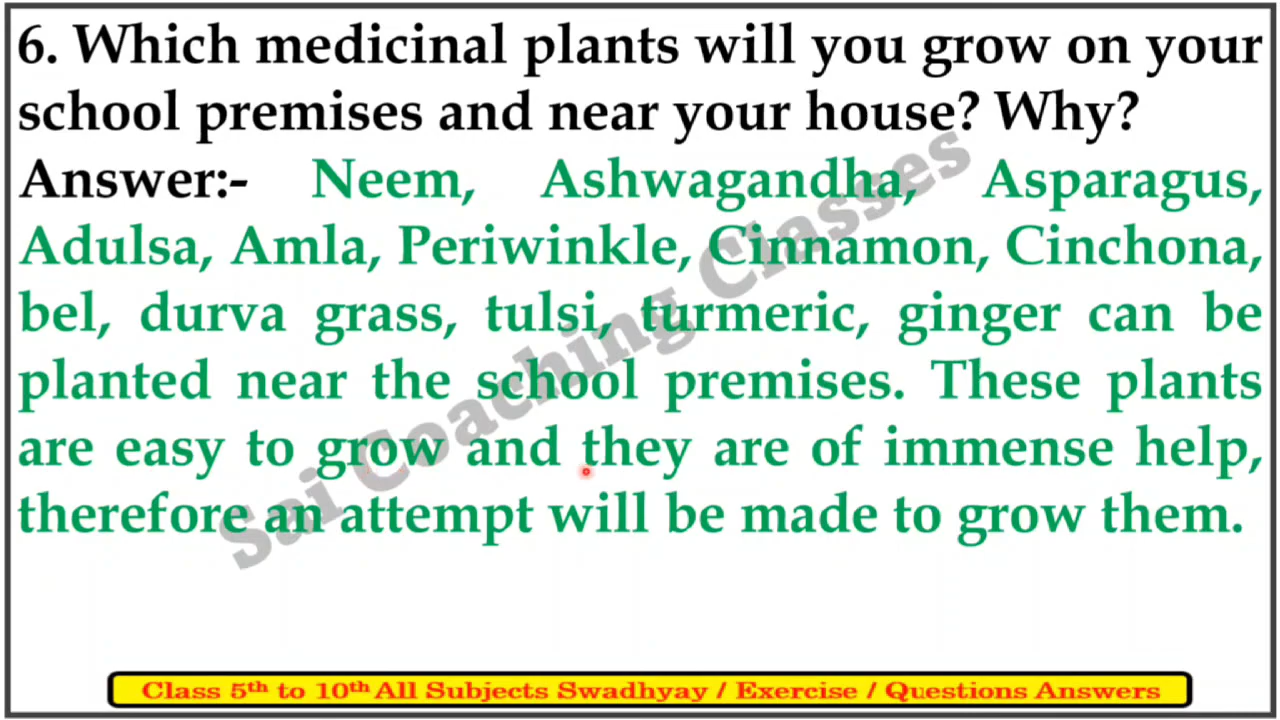 6. Which medicinal plants will you grow on your
school premises and near your house? Why?
Answer:- Neem, Ashwagandha, Asparagus,
Adulsa, Amla, Periwinkle, Cinnamon, Cinchona,
bel, durva grass, tulsi, turmeric, ginger can be
planted near the school premises. These plants
are easy to grow and they are of immense help,
therefore an attempt will be made to grow them.
Sai Coaching Classes
Class 5th to 10th All Subjects Swadhyay / Exercise / Questions Answers